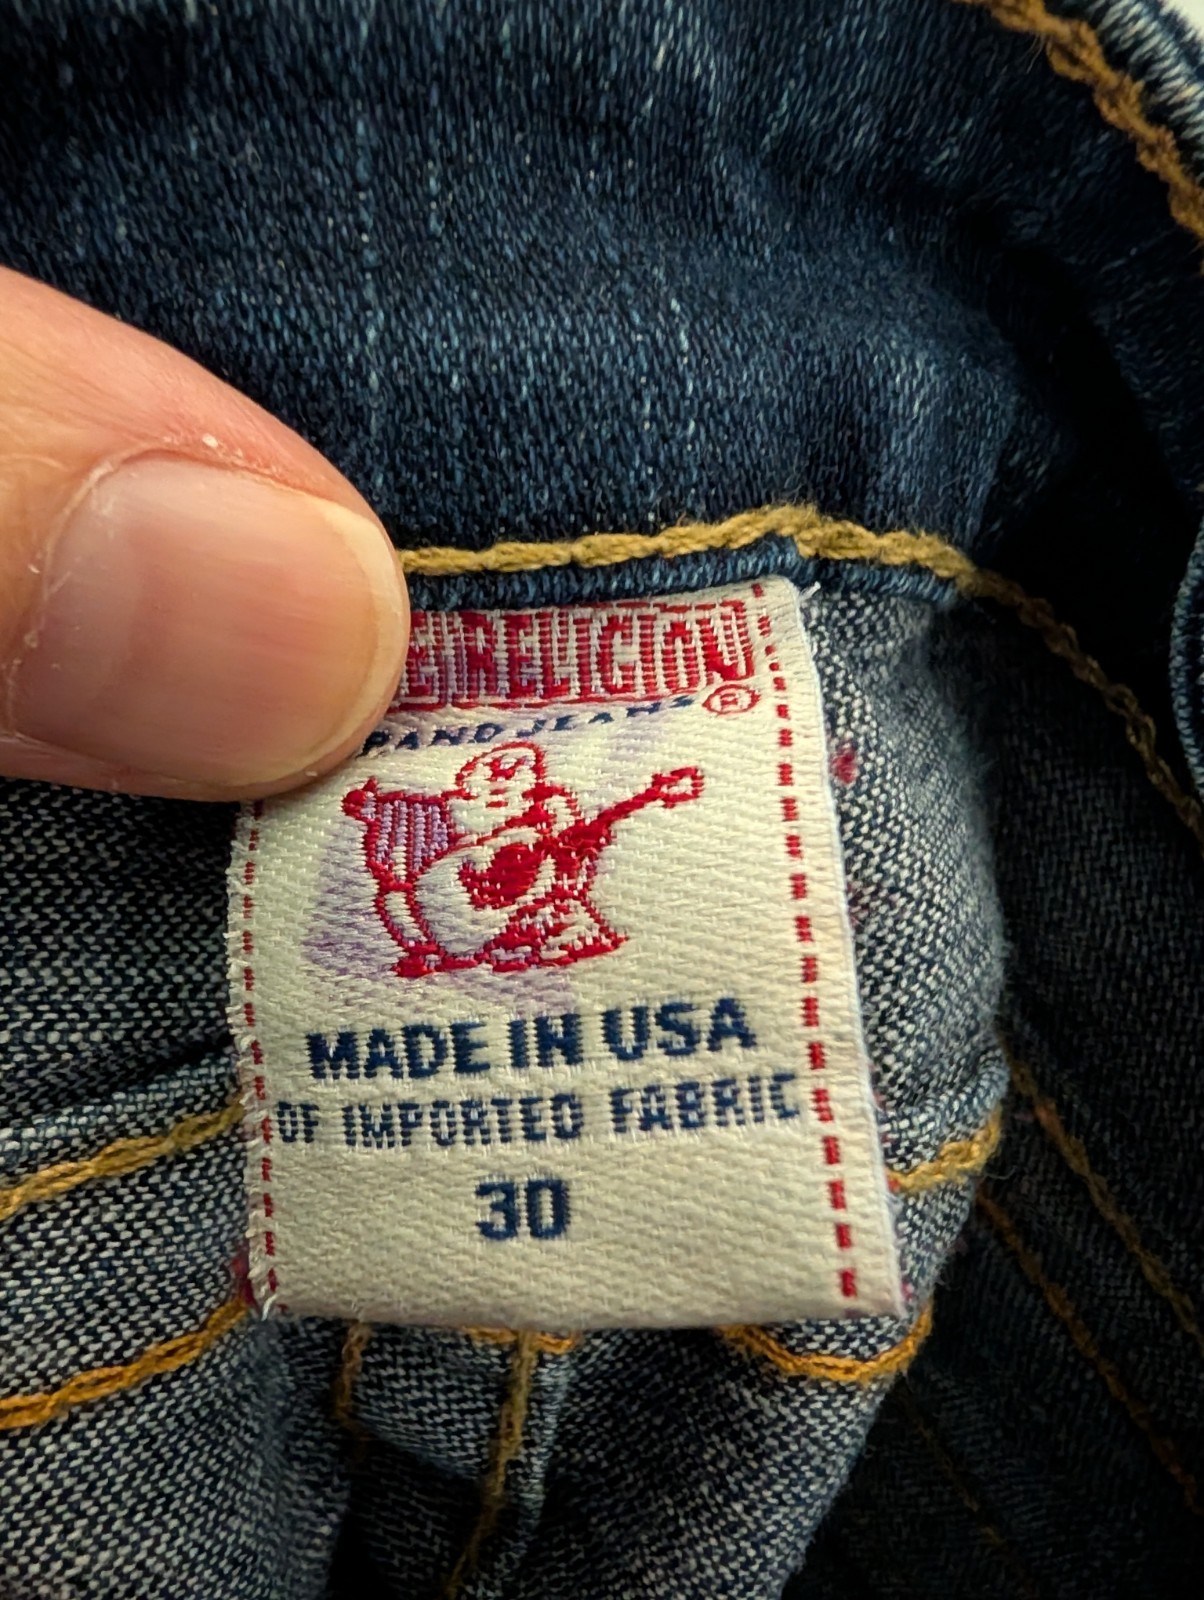 RELIGION®
JEANS
MADE IN USA
OF IMPORTED FABRIC
30